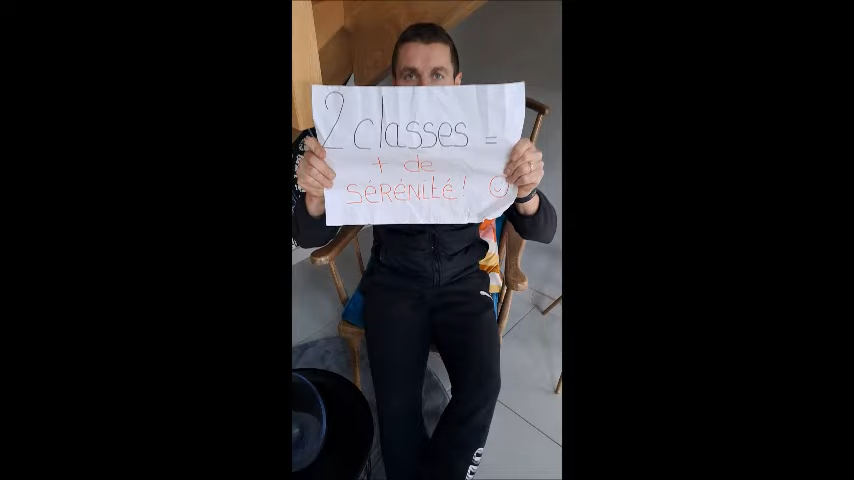 2 classes =
+ de
SÉRÉNITÉ!